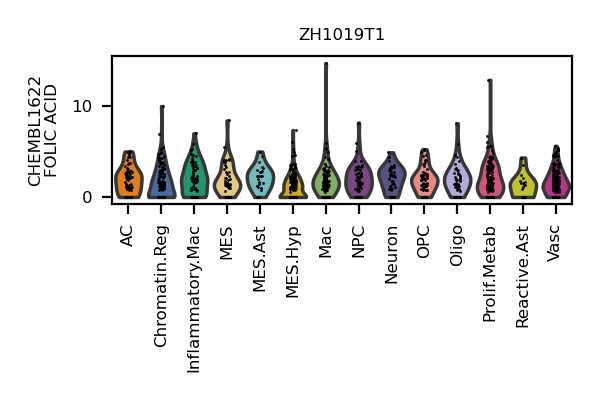 ZH1019T1
CHEMBL1622
FOLIC ACID
10
0
AC
Chromatin.Reg
Inflammatory.Mac
MES
MES.Ast
MES.Hyp
Mac
NPC
Neuron
OPC
Oligo
Prolif.Metab
Reactive.Ast
Vasc